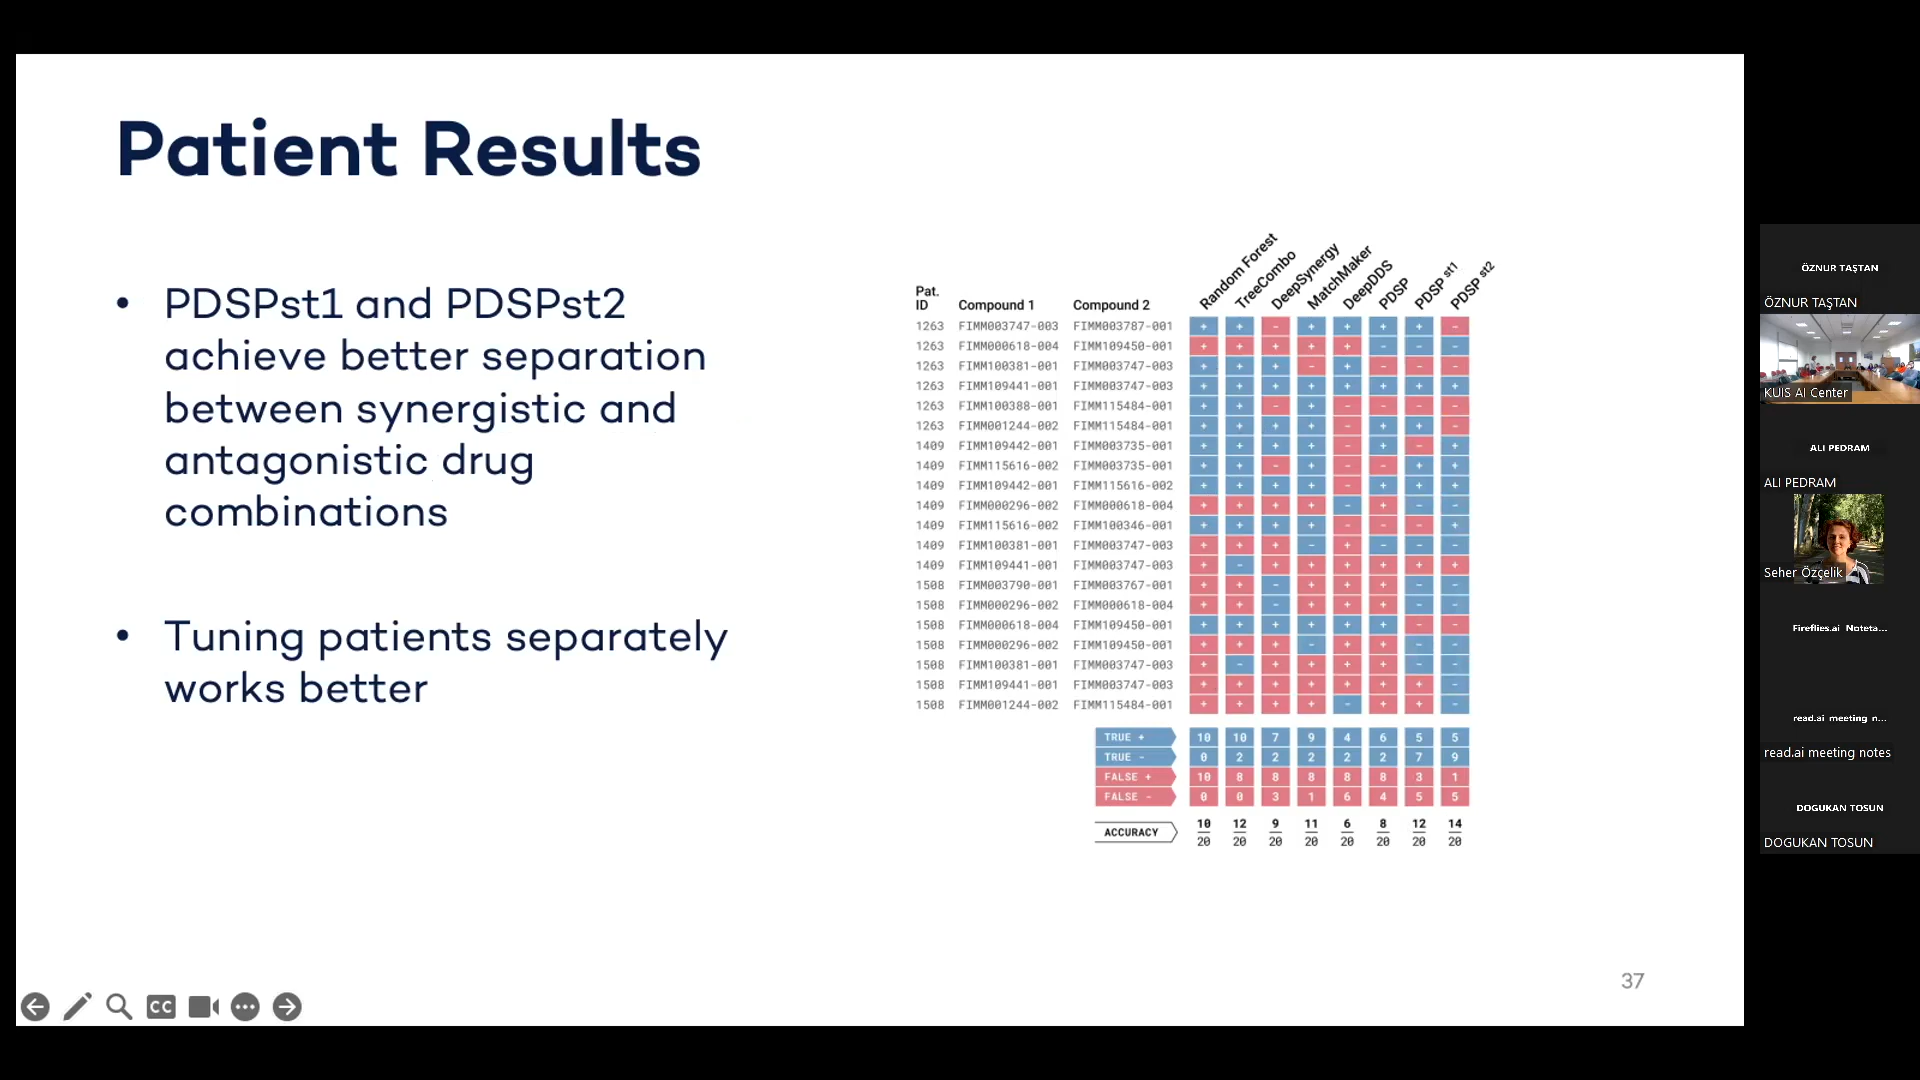 Patient Results
• PDSPst1 and PDSPst2
achieve better separation
between synergistic and
antagonistic drug
combinations
• Tuning patients separately
works better
Pat. ID Compound 1 Compound 2 Random Forest TreeCombo DeepSynergy MatchMaker DeepDDS PDSP PDSP st1 PDSP st2
1263 FIMM003747-003 FIMM003787-001 + + - + + + + -
1263 FIMM000618-004 FIMM109450-001 + + + + + - - -
1263 FIMM100381-001 FIMM003747-003 + + + - + - - -
1263 FIMM109441-001 FIMM003747-003 + + + + + + + +
1263 FIMM100388-001 FIMM115484-001 + + - + - - - -
1263 FIMM001244-002 FIMM115484-001 + + + + - + + -
1409 FIMM109442-001 FIMM003735-001 + + + + - + - +
1409 FIMM115616-002 FIMM003735-001 + + - + - - + +
1409 FIMM109442-001 FIMM115616-002 + + + + - + + +
1409 FIMM000296-002 FIMM000618-004 + + + + - + - -
1409 FIMM115616-002 FIMM100346-001 + + + + - - - +
1409 FIMM100381-001 FIMM003747-003 + + + - + - - -
1409 FIMM109441-001 FIMM003747-003 + - + + + + + +
1508 FIMM003790-001 FIMM003767-001 + + - + + + - -
1508 FIMM000296-002 FIMM000618-004 + + - + + + - -
1508 FIMM000618-004 FIMM109450-001 + + + + + + - -
1508 FIMM000296-002 FIMM109450-001 + + + - + + - -
1508 FIMM100381-001 FIMM003747-003 + - + + + + - -
1508 FIMM109441-001 FIMM003747-003 + + + + + + + -
1508 FIMM001244-002 FIMM115484-001 + + + + - + + -
TRUE + 10 10 7 9 4 6 5 5
TRUE - 0 2 2 2 2 2 7 9
FALSE + 10 8 8 8 8 8 3 1
FALSE - 0 0 3 1 6 4 5 5
ACCURACY 10/20 12/20 9/20 11/20 6/20 8/20 12/20 14/20
37
CC
ÖZNUR TAŞTAN
ÖZNUR TAŞTAN
KUIS AI Center
ALI PEDRAM
ALI PEDRAM
Seher Özçelik
Fireflies.ai Noteta...
read.ai meeting n...
read.ai meeting notes
DOGUKAN TOSUN
DOGUKAN TOSUN